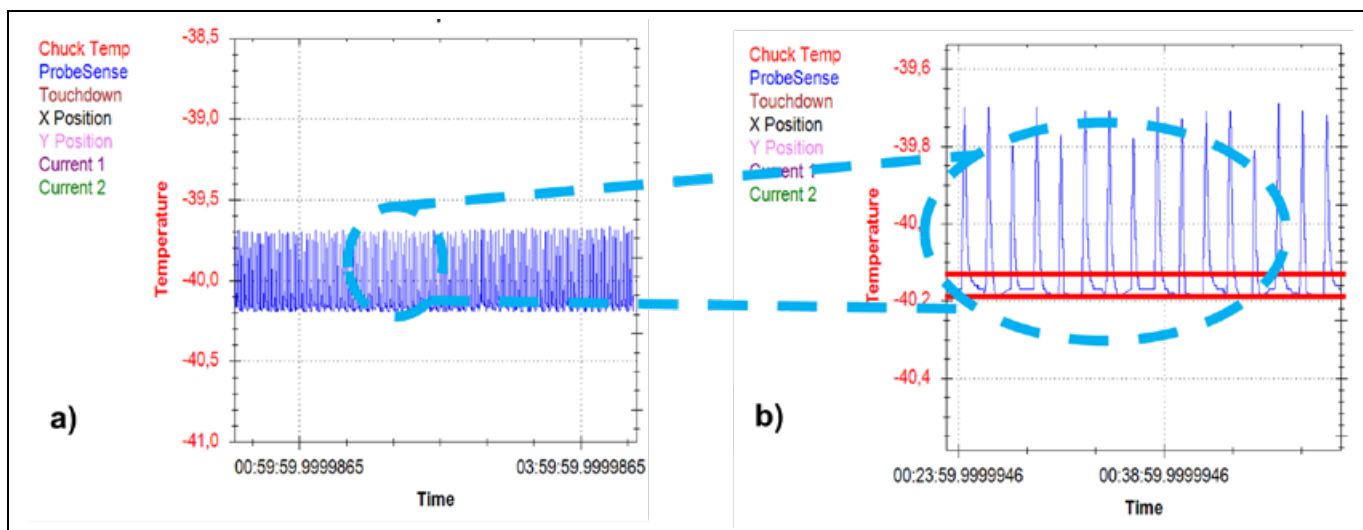 -38,5
Chuck Temp
ProbeSense
Touchdown
X Position
Y Position
Current 1
Current 2
-39,0
-39,5
-40,0
-40,5
-41,0
Temperature
a)
00:59:59.9999865
03:59:59.9999865
Time
Chuck Temp
ProbeSense
Touchdown
X Position
Y Position
Current 1
Current 2
-39,6
-39,8
-40,2
-40,4
Temperature
b)
00:23:59.9999946
00:38:59.9999946
Time